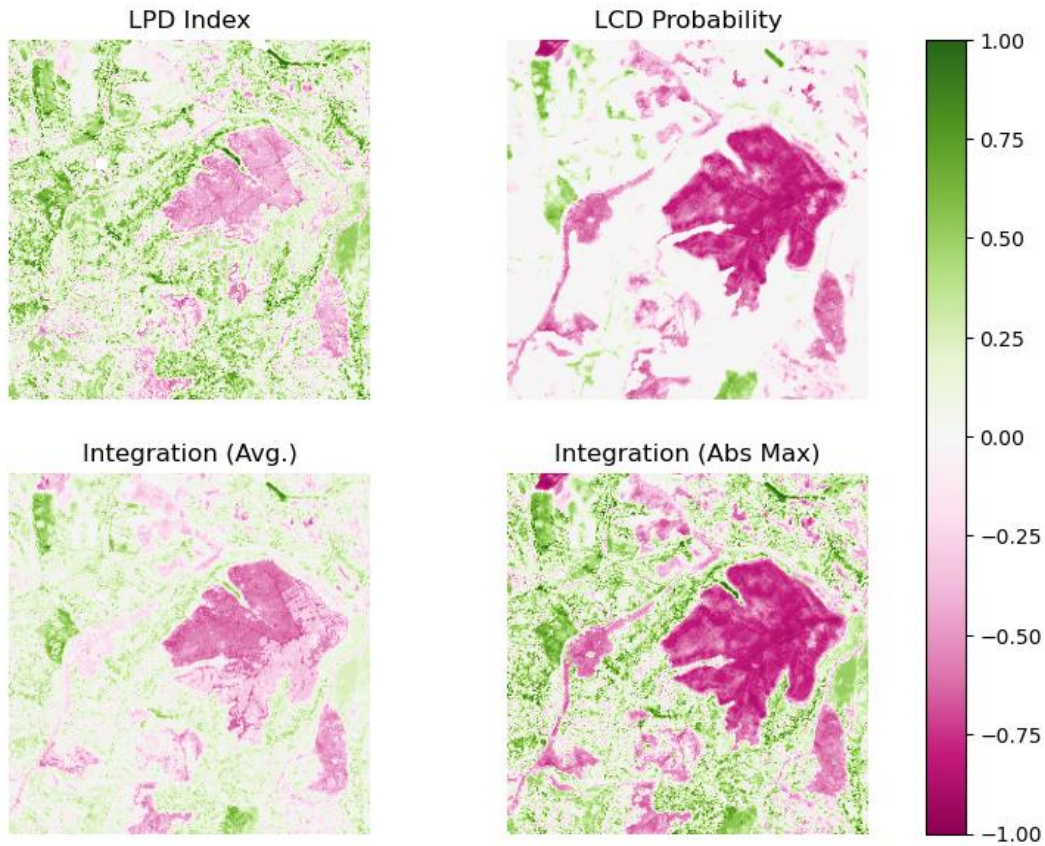 LPD Index
LCD Probability
Integration (Avg.)
Integration (Abs Max)
1.00
0.75
0.50
0.25
0.00
−0.25
−0.50
−0.75
−1.00